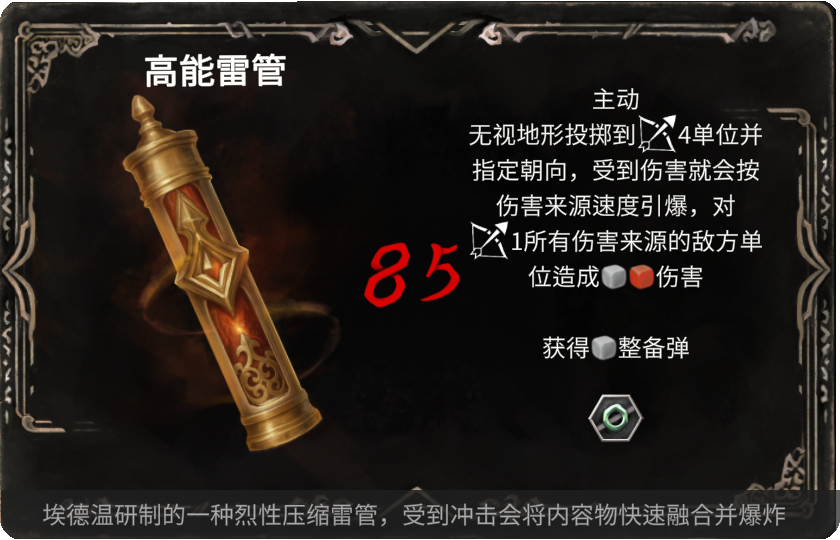 高能雷管
主动
无视地形投掷到4单位并
指定朝向，受到伤害就会按
伤害来源速度引爆，对
1所有伤害来源的敌方单
位造成伤害
85
获得整备弹
埃德温研制的一种烈性压缩雷管，受到冲击会将内容物快速融合并爆炸